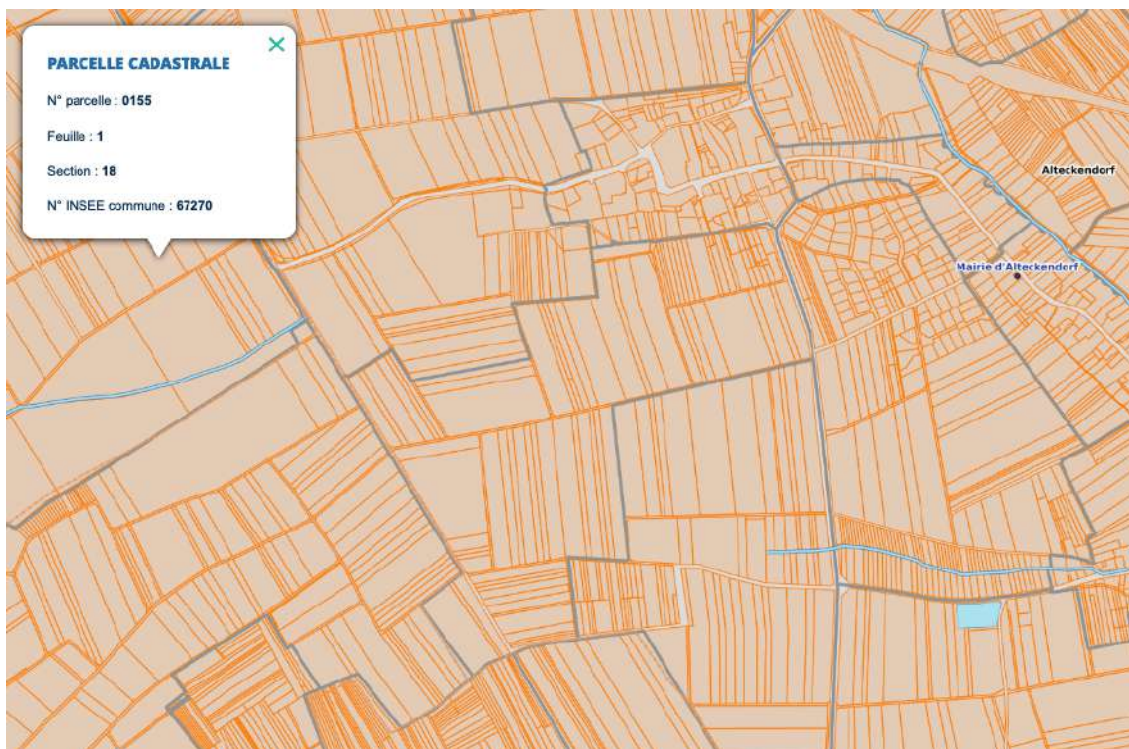 PARCELLE CADASTRALE
N° parcelle : 0155
Feuille : 1
Section : 18
N° INSEE commune : 67270
Alteckendorf
Mairie d'Alteckendorf